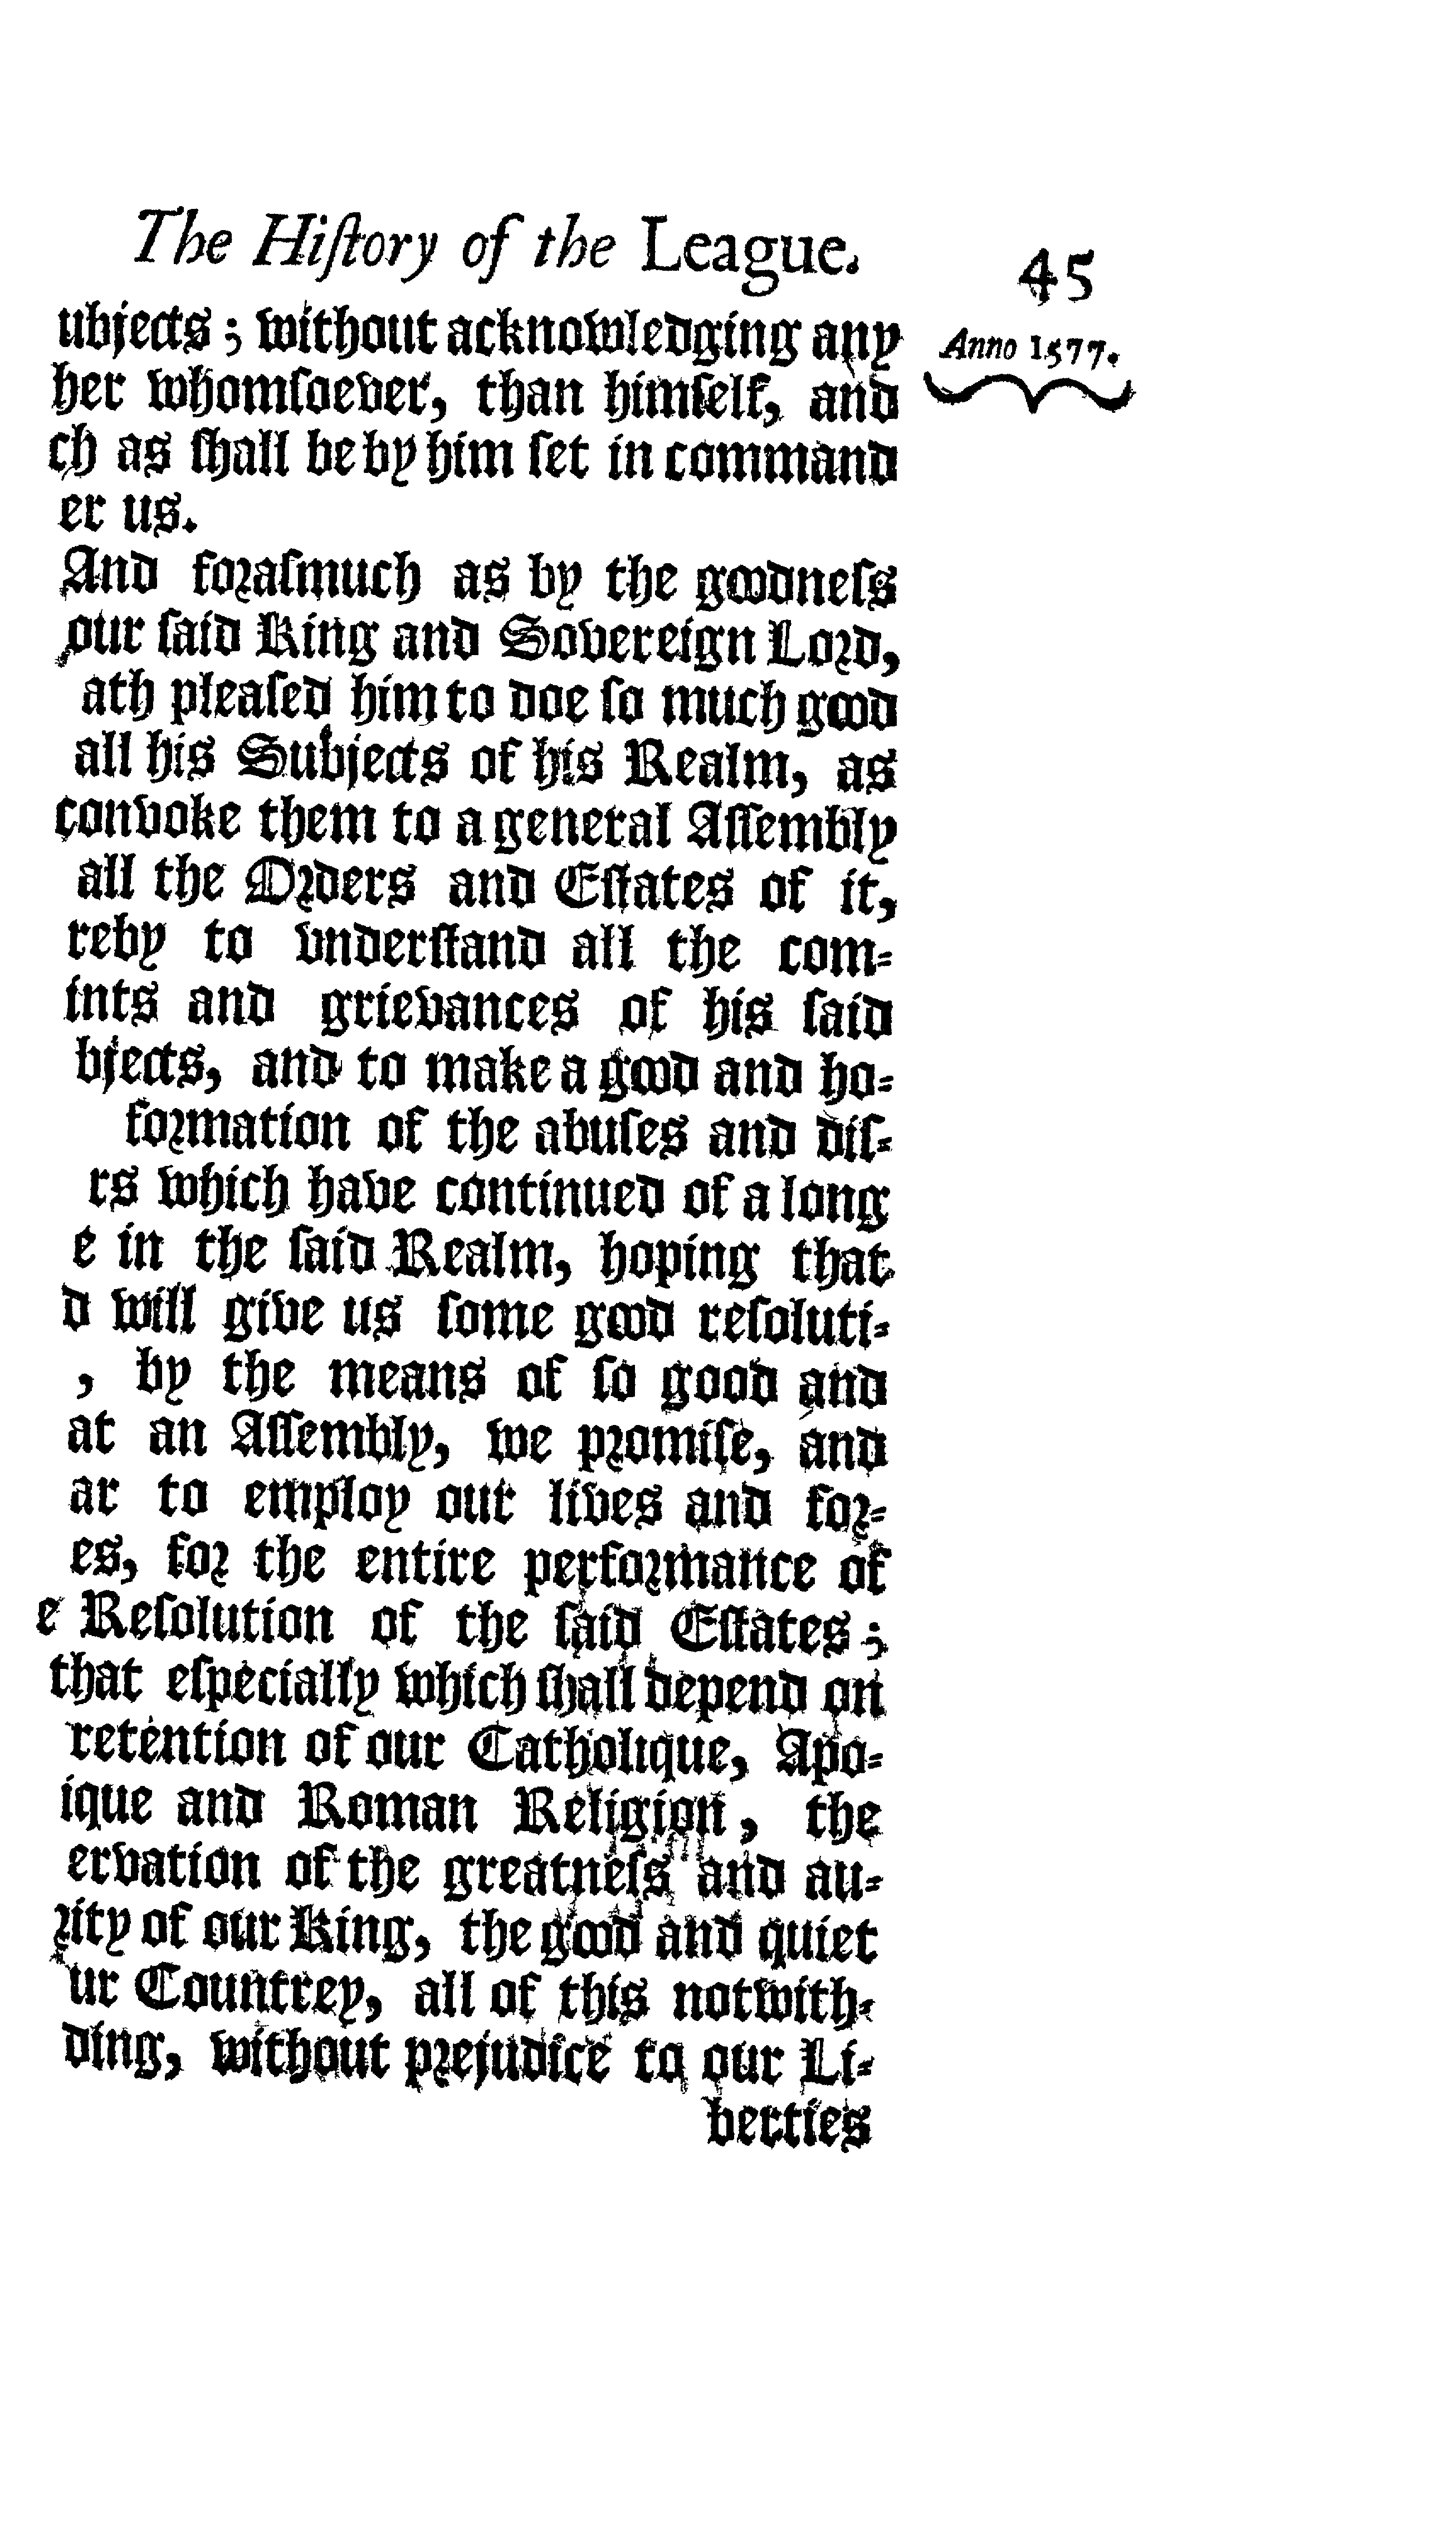 The Hiſtory of the League. 45
Anno 1577.
ubjects; without acknowledging any
her whomſoever, than himſelf, and
ch as ſhall be by him ſet in command
er us.
And foraſmuch as by the goodneſs
our ſaid King and Sovereign Lord,
ath pleaſed him to doe ſo much good
all his Subjects of his Realm, as
convoke them to a general Aſſembly
all the Orders and Eſtates of it,
reby to vnderſtand all the com-
ints and grievances of his ſaid
bjects, and to make a good and ho-
formation of the abuſes and diſ-
rs which have continued of a long
e in the ſaid Realm, hoping that
d will give us ſome good reſoluti-
, by the means of ſo good and
at an Aſſembly, we promiſe, and
ar to employ our lives and for-
es, for the entire performance of
e Reſolution of the ſaid Eſtates;
that eſpecially which ſhall depend on
retention of our Catholique, Apo-
ique and Roman Religion, the
ervation of the greatneſs and au-
rity of our King, the good and quiet
ur Countrey, all of this notwith-
ding, without prejudice to our Li-
berties